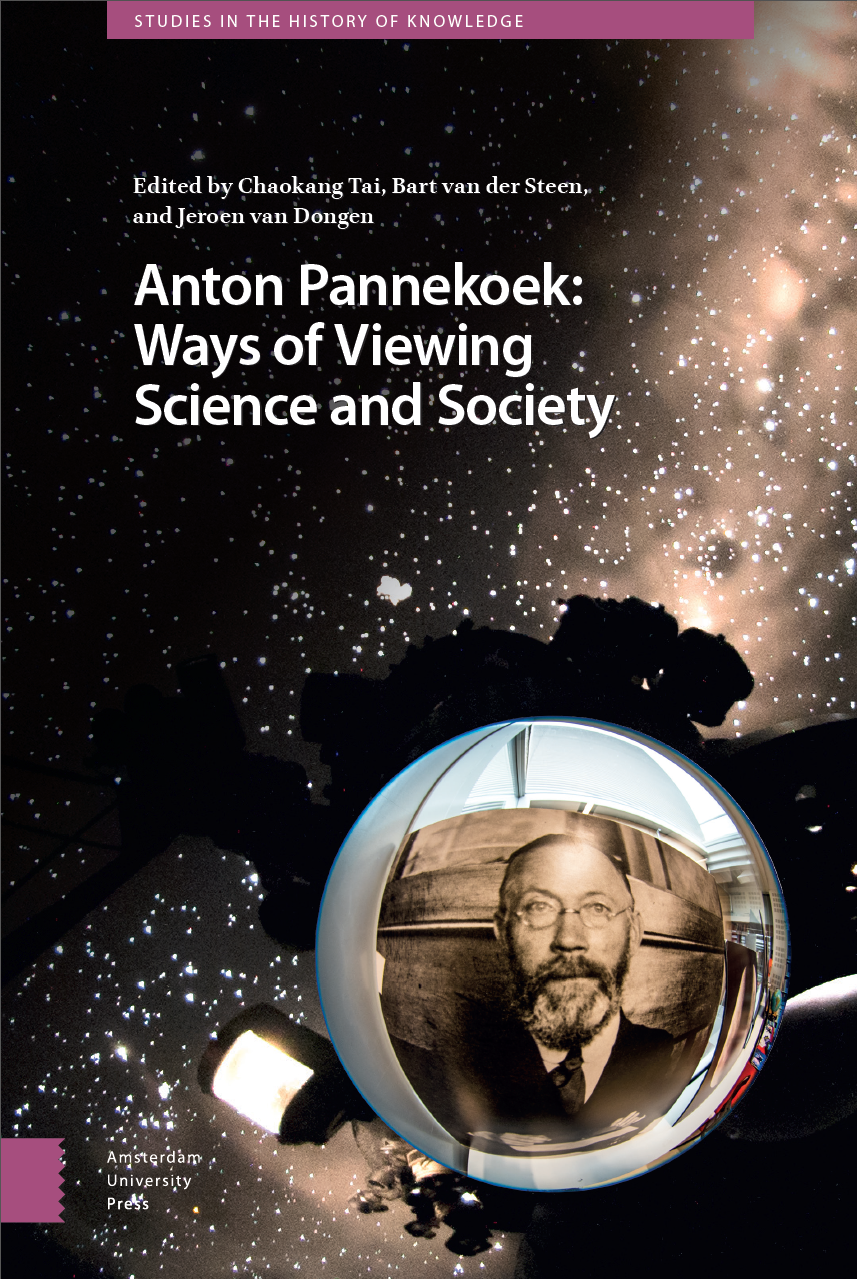 STUDIES IN THE HISTORY OF KNOWLEDGE
Edited by Chaokang Tai, Bart van der Steen,
and Jeroen van Dongen
Anton Pannekoek:
Ways of Viewing
Science and Society
Amsterdam
University
Press